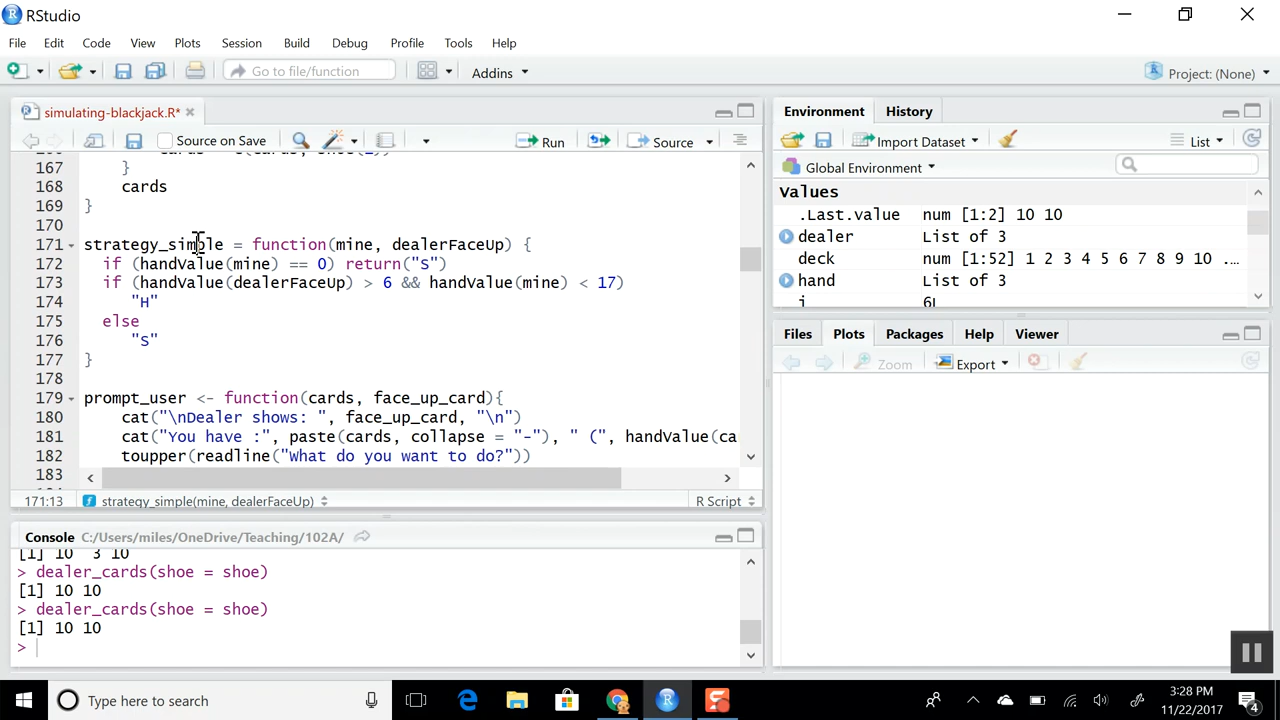 RStudio
File Edit Code View Plots Session Build Debug Profile Tools Help
Go to file/function Addins Project: (None)
simulating-blackjack.R*
Source on Save Run Source
167 }
168 cards
169 }
170
171 strategy_simple = function(mine, dealerFaceUp) {
172 if (handValue(mine) == 0) return("S")
173 if (handValue(dealerFaceUp) > 6 && handValue(mine) < 17)
174 "H"
175 else
176 "S"
177 }
178
179 prompt_user <- function(cards, face_up_card){
180 cat("\nDealer shows: ", face_up_card, "\n")
181 cat("You have :", paste(cards, collapse = "-"), " (", handValue(ca
182 toupper(readline("What do you want to do?"))
183
171:13 strategy_simple(mine, dealerFaceUp) R Script
Console C:/Users/miles/OneDrive/Teaching/102A/
[1] 10 3 10
> dealer_cards(shoe = shoe)
[1] 10 10
> dealer_cards(shoe = shoe)
[1] 10 10
>
Environment History
Import Dataset List
Global Environment
Values
.Last.value num [1:2] 10 10
dealer List of 3
deck num [1:52] 1 2 3 4 5 6 7 8 9 10 ...
hand List of 3
i 6L
Files Plots Packages Help Viewer
Zoom Export
Type here to search
3:28 PM
11/22/2017
4